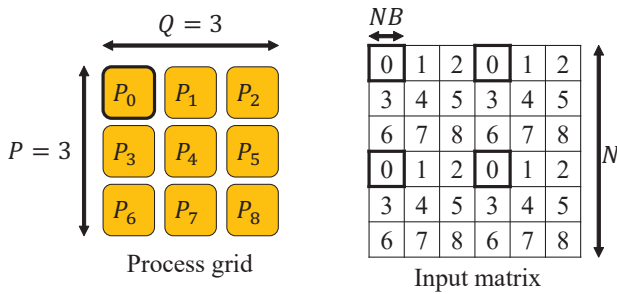 Q = 3
P₀ P₁ P₂
P = 3
P₃ P₄ P₅
P₆ P₇ P₈
Process grid
NB
0 1 2 0 1 2
3 4 5 3 4 5
6 7 8 6 7 8
N
0 1 2 0 1 2
3 4 5 3 4 5
6 7 8 6 7 8
Input matrix